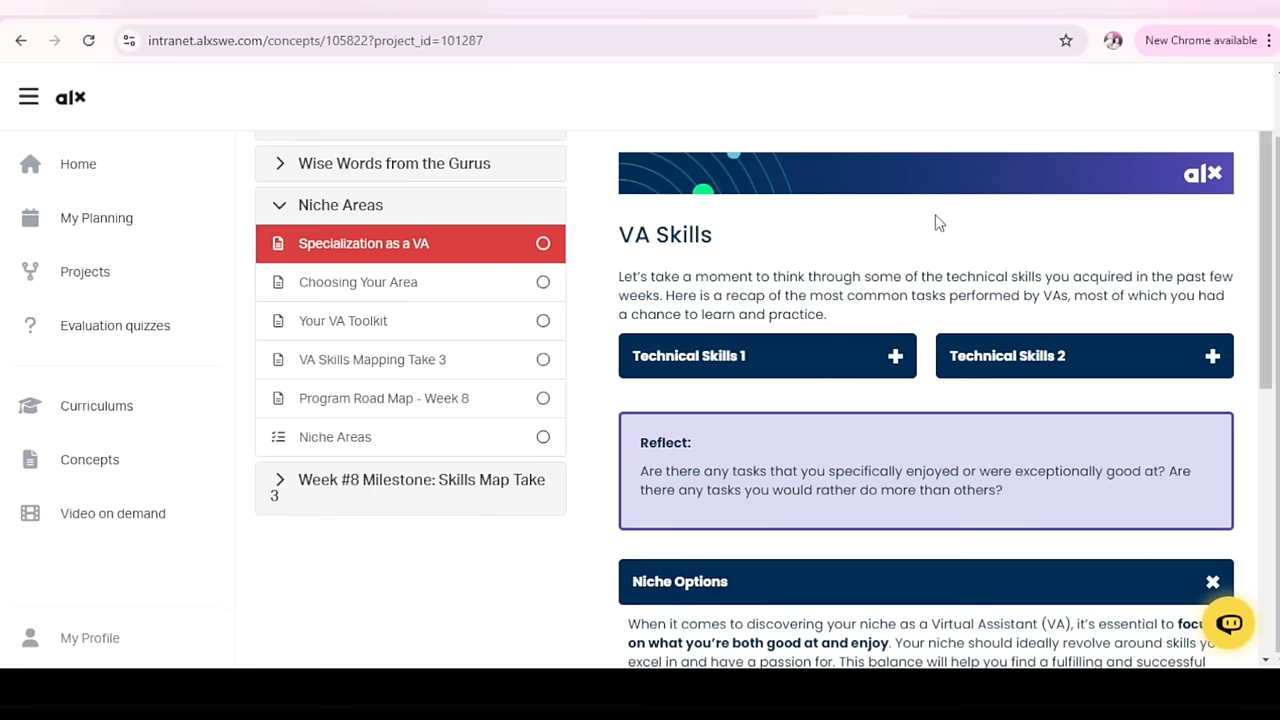 intranet.alxswe.com/concepts/105822?project_id=101287
New Chrome available
alx
Home
My Planning
Projects
Evaluation quizzes
Curriculums
Concepts
Video on demand
My Profile
Wise Words from the Gurus
Niche Areas
Specialization as a VA
Choosing Your Area
Your VA Toolkit
VA Skills Mapping Take 3
Program Road Map - Week 8
Niche Areas
Week #8 Milestone: Skills Map Take
3
alx
VA Skills
Let's take a moment to think through some of the technical skills you acquired in the past few
weeks. Here is a recap of the most common tasks performed by VAs, most of which you had
a chance to learn and practice.
Technical Skills 1
Technical Skills 2
Reflect:
Are there any tasks that you specifically enjoyed or were exceptionally good at? Are
there any tasks you would rather do more than others?
Niche Options
When it comes to discovering your niche as a Virtual Assistant (VA), it's essential to
on what you're both good at and enjoy. Your niche should ideally revolve around skills
excel in and have a passion for. This balance will help you find a fulfilling and successful